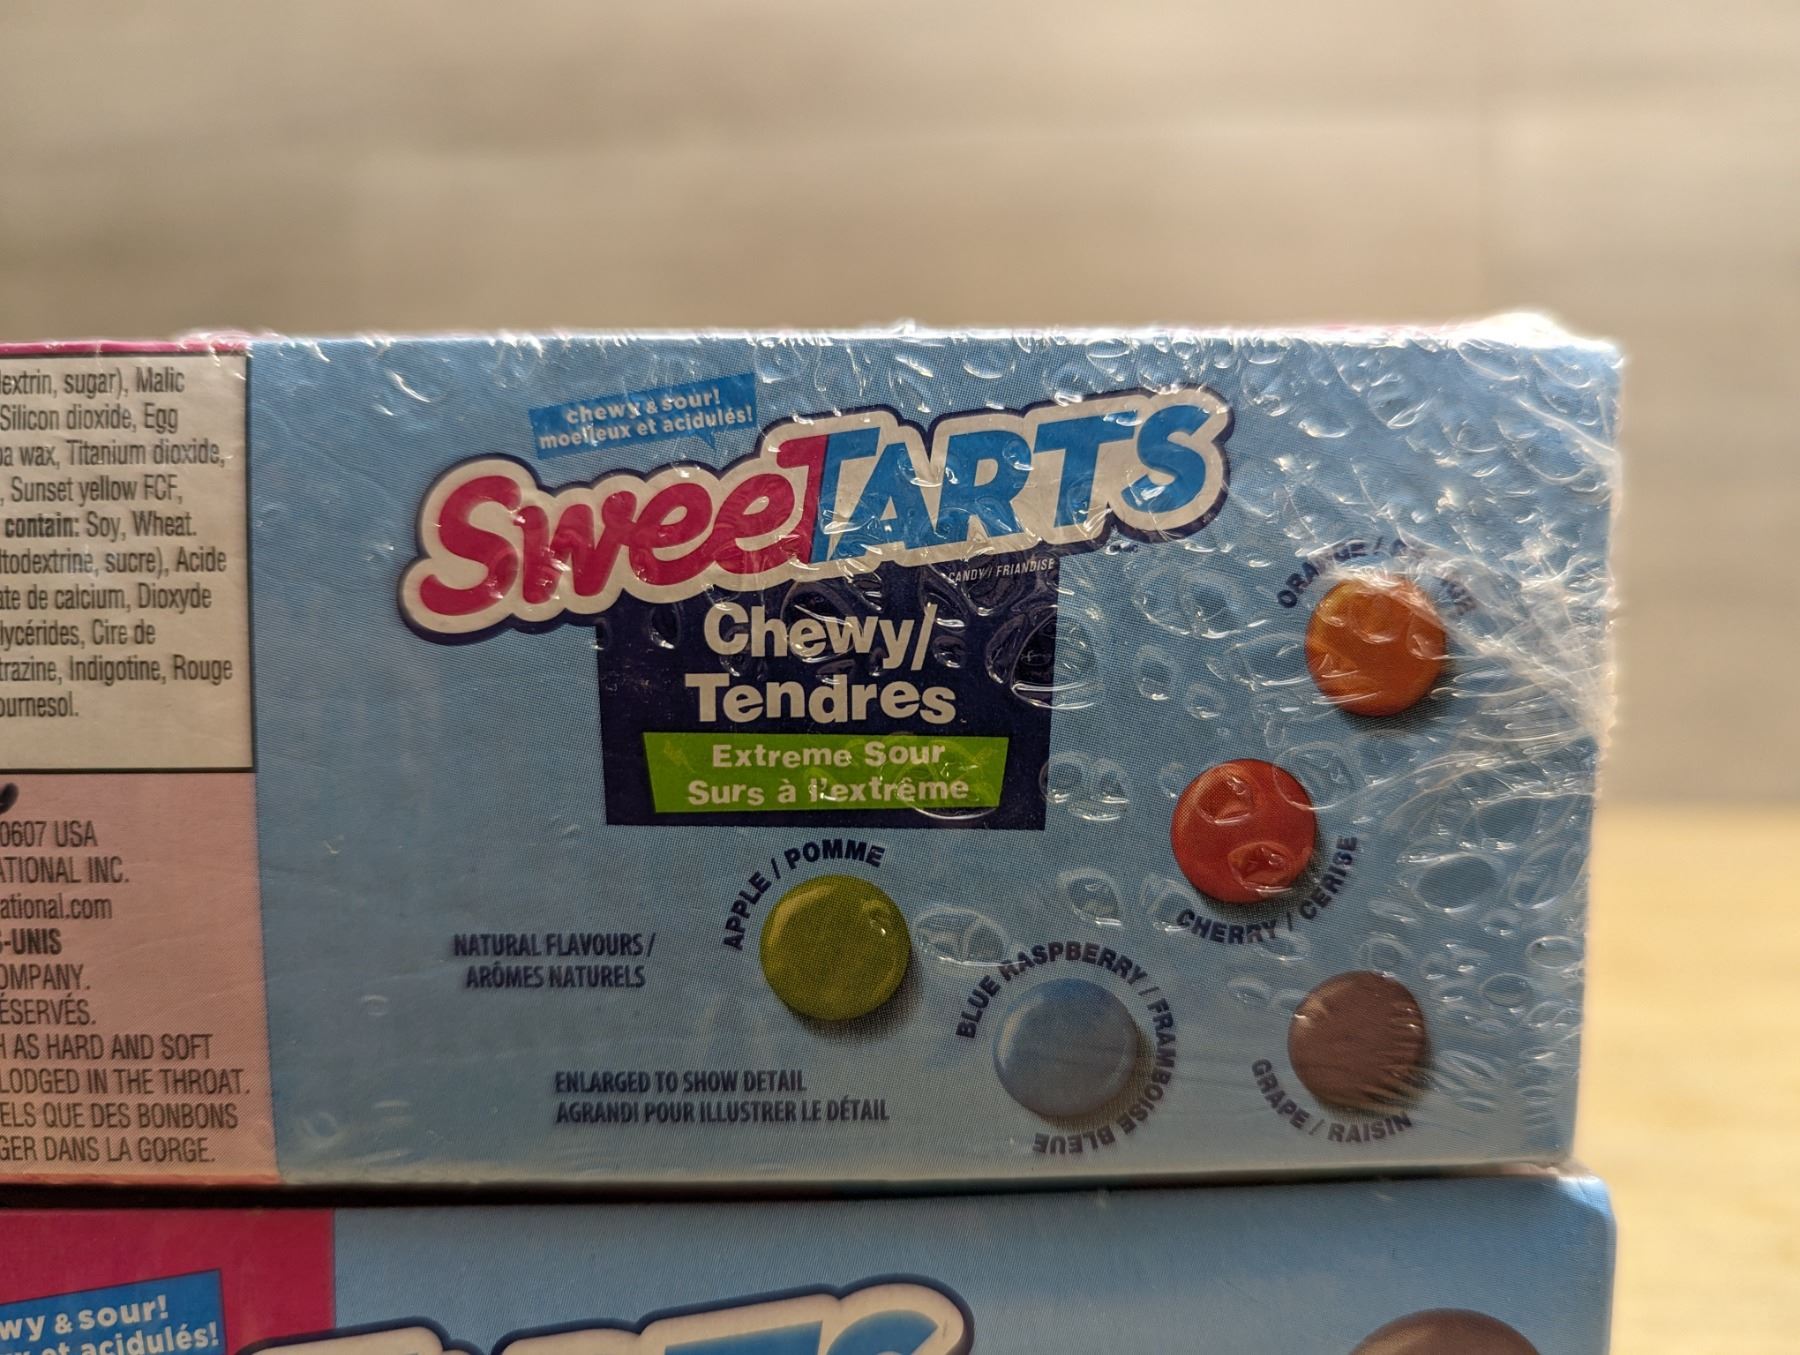 extrin, sugar), Malic
Silicon dioxide, Egg
wax, Titanium dioxide,
, Sunset yellow FCF,
contain: Soy, Wheat.
ltodextrine, sucre), Acide
ate de calcium, Dioxyde
lycérides, Cire de
trazine, Indigotine, Rouge
ournesol.
0607 USA
ATIONAL INC.
ational.com
-UNIS
OMPANY.
ÉSERVÉS.
H AS HARD AND SOFT
LODGED IN THE THROAT.
ELS QUE DES BONBONS
GER DANS LA GORGE.
chewy & sour!
moelleux et acidulés!
SWEETARTS
CANDY / FRIANDISE
Chewy/
Tendres
Extreme Sour
Surs à l'extrême
ORANGE /
CHERRY / CERISE
APPLE / POMME
BLUE RASPBERRY / FRAMBOISE BLEUE
GRAPE / RAISIN
NATURAL FLAVOURS /
ARÔMES NATURELS
ENLARGED TO SHOW DETAIL
AGRANDI POUR ILLUSTRER LE DÉTAIL
wy & sour!
et acidulés!